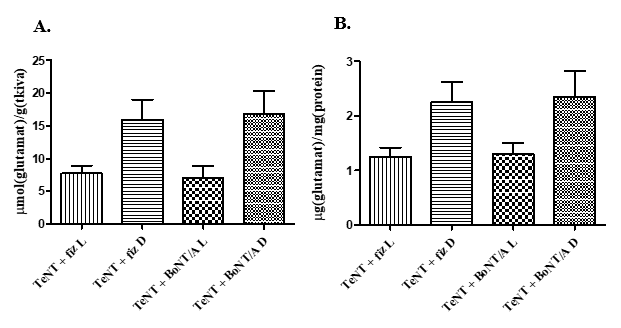 A.
μmol(glutamat)/g(tkiva)
25
20
15
10
5
0
TeNT + fiz L
TeNT + fiz D
TeNT + BoNT/A L
TeNT + BoNT/A D
B.
μg(glutamat)/mg(protein)
3
2
1
0
TeNT + fiz L
TeNT + fiz D
TeNT + BoNT/A L
TeNT + BoNT/A D